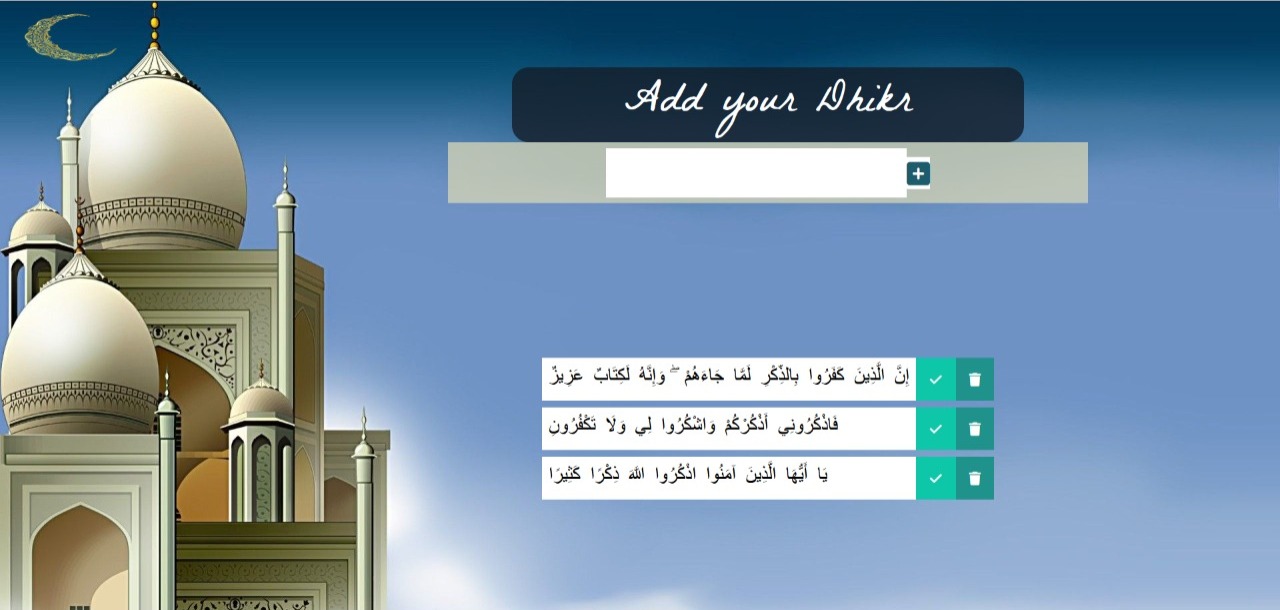 Add your Dhikr
إِنَّ الَّذِينَ كَفَرُوا بِالذِّكْرِ لَمَّا جَاءَهُمْ ۖ وَإِنَّهُ لَكِتَابٌ عَزِيزٌ
فَاذْكُرُونِي أَذْكُرْكُمْ وَاشْكُرُوا لِي وَلَا تَكْفُرُونِ
يَا أَيُّهَا الَّذِينَ آمَنُوا اذْكُرُوا اللَّهَ ذِكْرًا كَثِيرًا